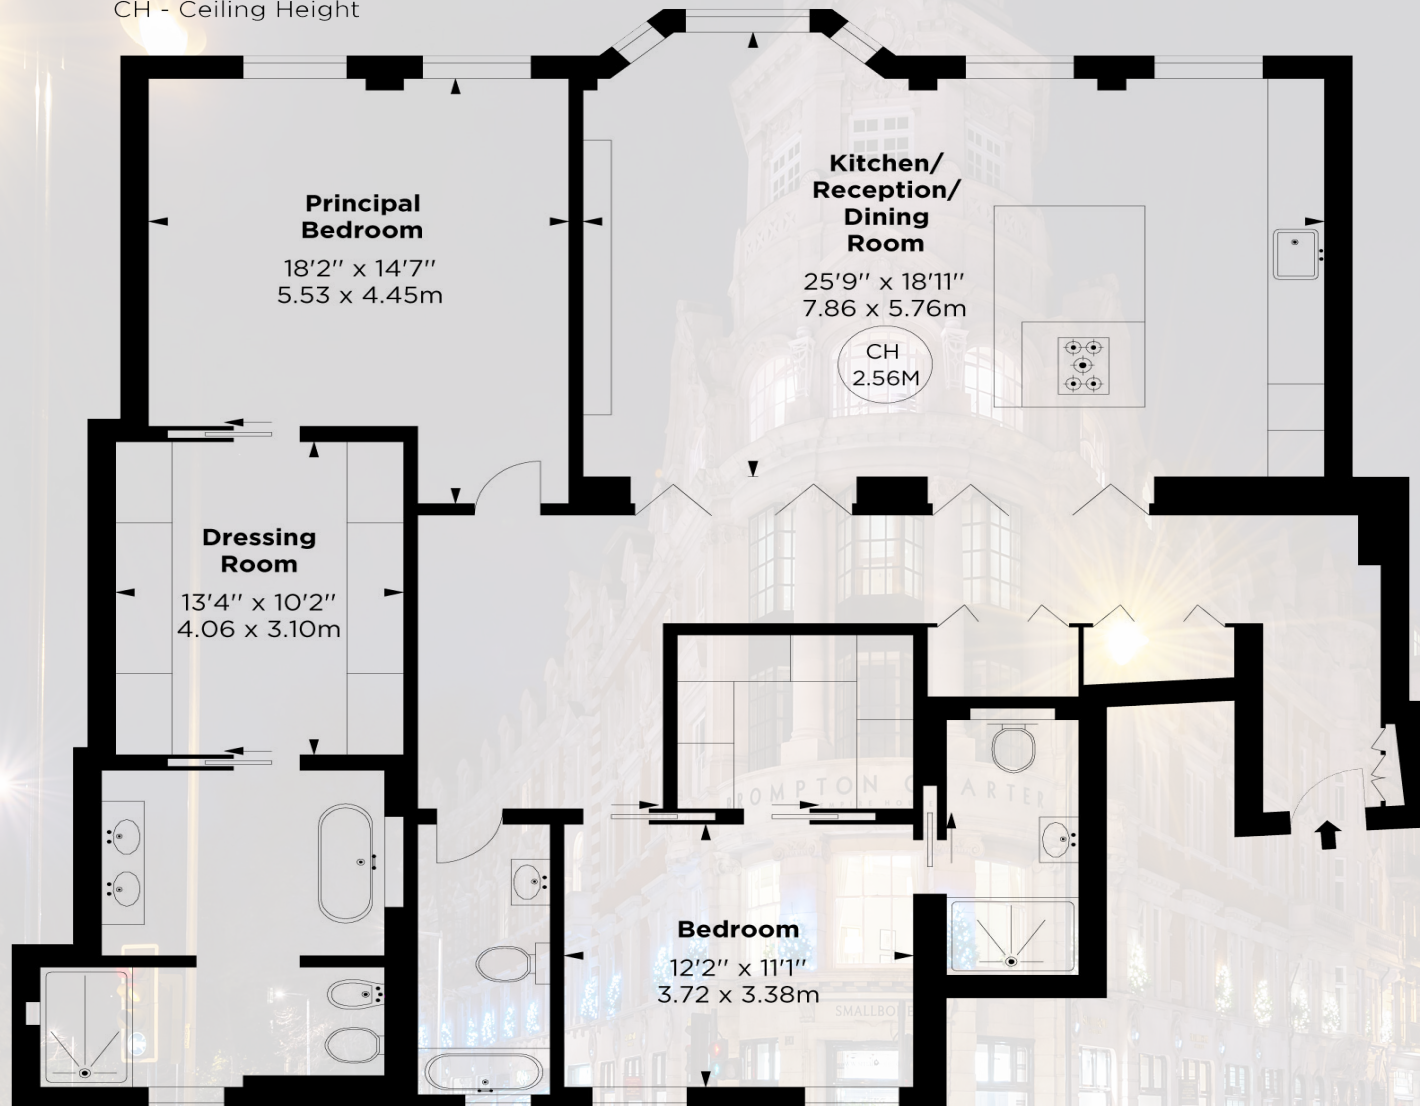 CH - Ceiling Height
Principal
Bedroom
18'2'' x 14'7''
5.53 x 4.45m
Kitchen/
Reception/
Dining
Room
25'9'' x 18'11''
7.86 x 5.76m
CH
2.56M
Dressing
Room
13'4'' x 10'2''
4.06 x 3.10m
Bedroom
12'2'' x 11'1''
3.72 x 3.38m